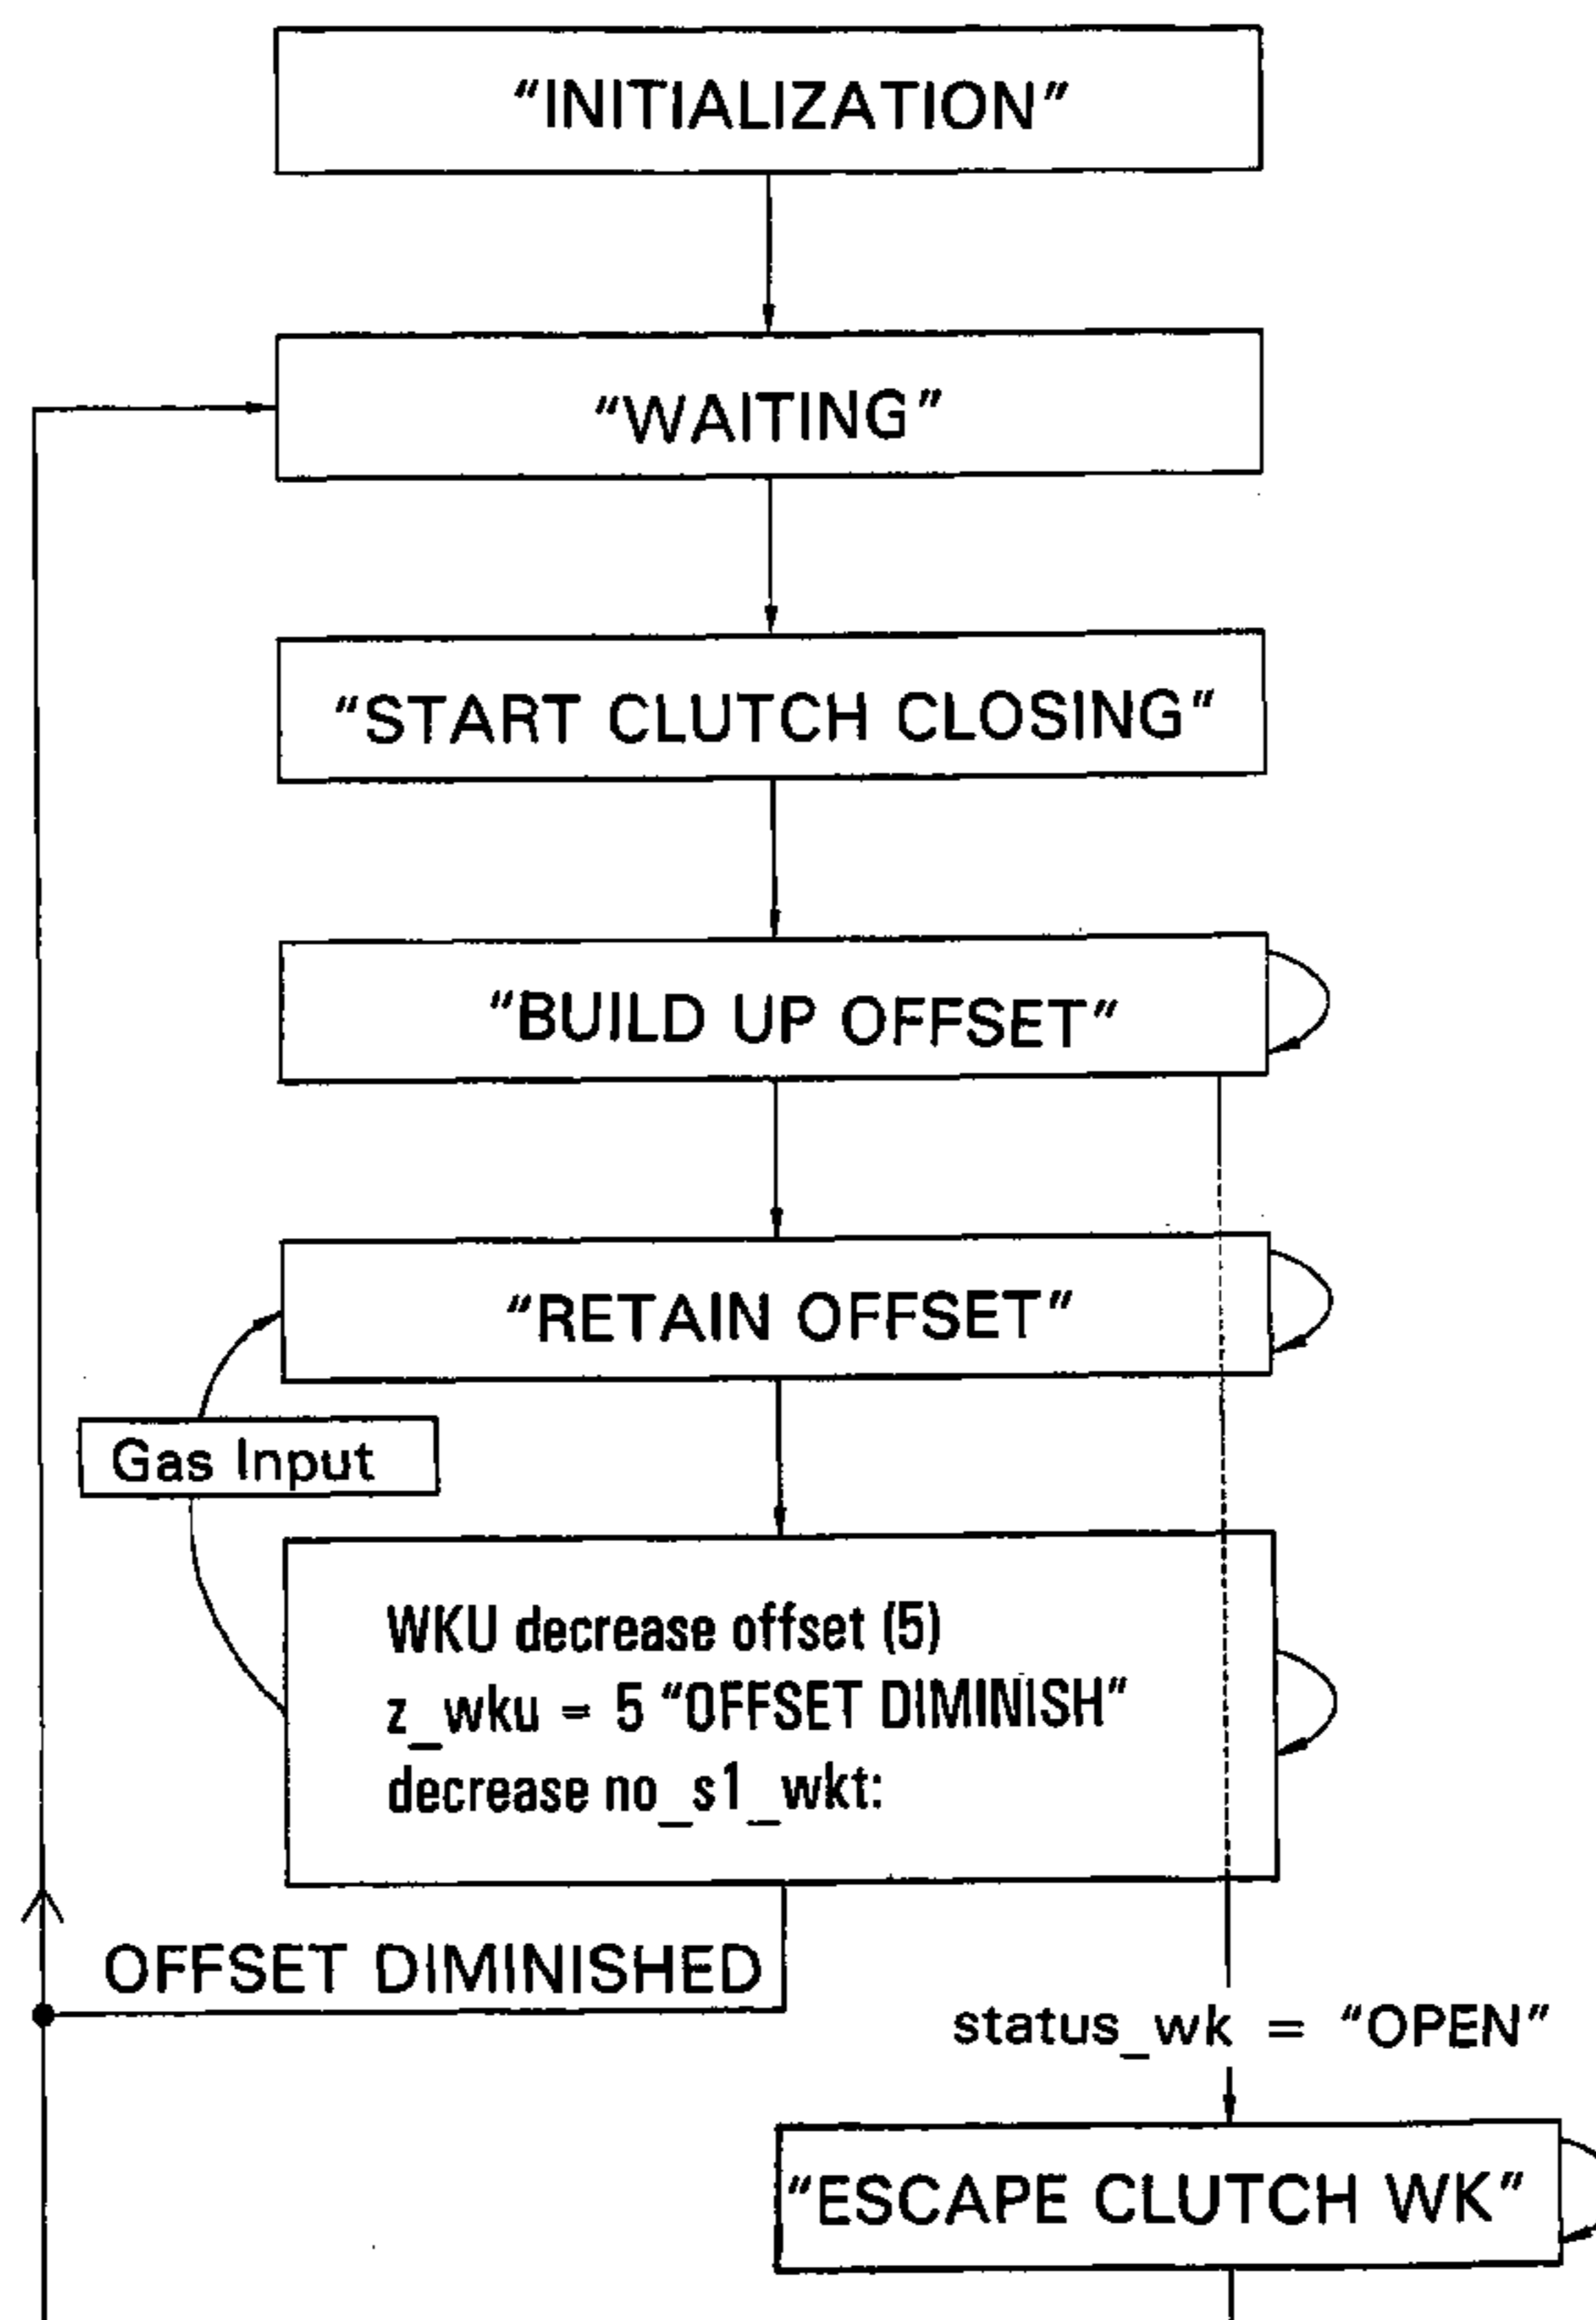 "INITIALIZATION"
"WAITING"
"START CLUTCH CLOSING"
"BUILD UP OFFSET"
"RETAIN OFFSET"
Gas Input
WKU decrease offset (5)
z_wku = 5 "OFFSET DIMINISH"
decrease no_s1_wkt:
OFFSET DIMINISHED
status_wk = "OPEN"
"ESCAPE CLUTCH WK"